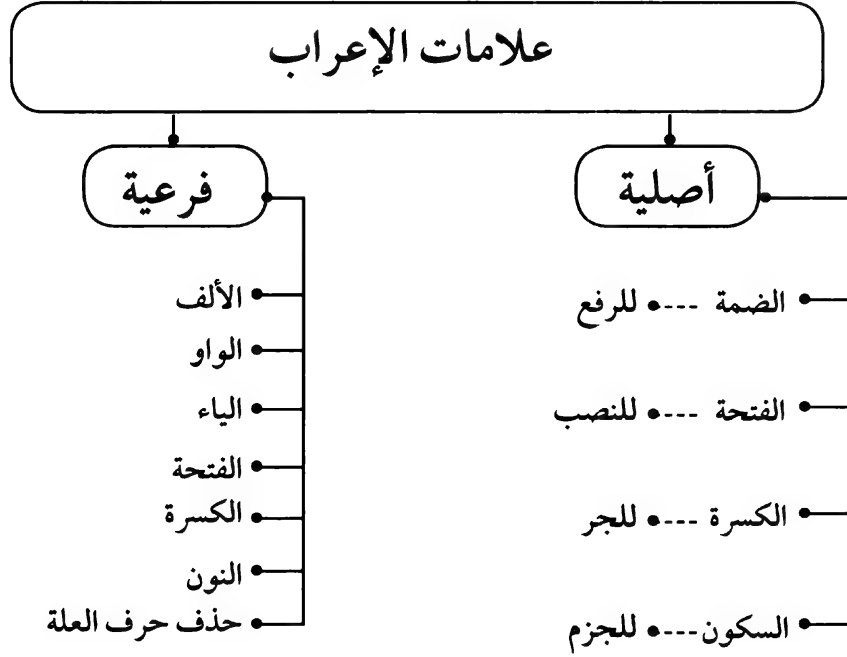 علامات الإعراب
أصلية
الضمة --- للرفع
الفتحة --- للنصب
الكسرة --- للجر
السكون --- للجزم
فرعية
الألف
الواو
الياء
الفتحة
الكسرة
النون
حذف حرف العلة